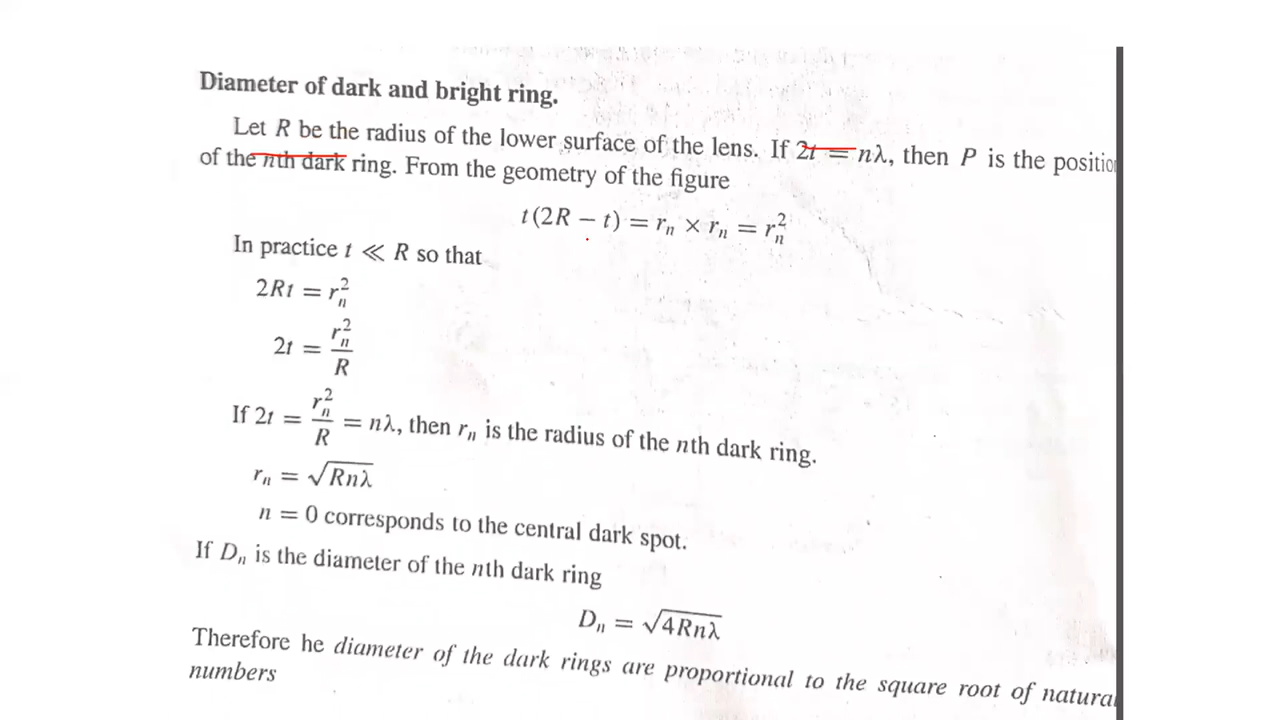 Diameter of dark and bright ring.
Let R be the radius of the lower surface of the lens. If 2t = nλ, then P is the positio
of the nth dark ring. From the geometry of the figure
t(2R − t) = rₙ × rₙ = rₙ²
In practice t ≪ R so that
2Rt = rₙ²
2t = rₙ²/R
If 2t = rₙ²/R = nλ, then rₙ is the radius of the nth dark ring.
rₙ = √Rnλ
n = 0 corresponds to the central dark spot.
If Dₙ is the diameter of the nth dark ring
Dₙ = √4Rnλ
Therefore he diameter of the dark rings are proportional to the square root of natura
numbers